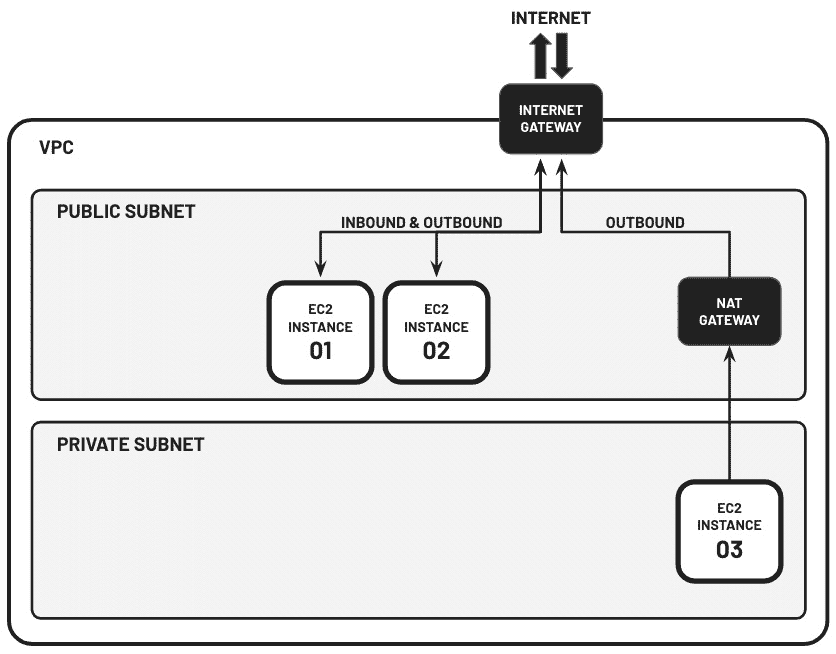 INTERNET
INTERNET
GATEWAY
VPC
PUBLIC SUBNET
INBOUND & OUTBOUND
OUTBOUND
EC2
INSTANCE
01
EC2
INSTANCE
02
NAT
GATEWAY
PRIVATE SUBNET
EC2
INSTANCE
03